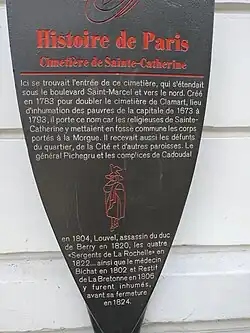 Histoire de Paris
Cimetière de Sainte-Catherine
Ici se trouvait l'entrée de ce cimetière, qui s'étendait
sous le boulevard Saint-Marcel et vers le nord. Créé
en 1783 pour doubler le cimetière de Clamart, lieu
d'inhumation des pauvres de la capitale de 1673 à
1793, il porte ce nom car les religieuses de Sainte-
Catherine y mettaient en fosse commune les corps
portés à la Morgue. Il recevait aussi les défunts
du quartier, de la Cité et d'autres paroisses. Le
général Pichegru et les complices de Cadoudal
en 1804, Louvel, assassin du duc
de Berry en 1820, les quatre
«Sergents de La Rochelle» en
1822... ainsi que le médecin
Bichat en 1802 et Restif
de La Bretonne en 1806
y furent inhumés,
avant sa fermeture
en 1824.